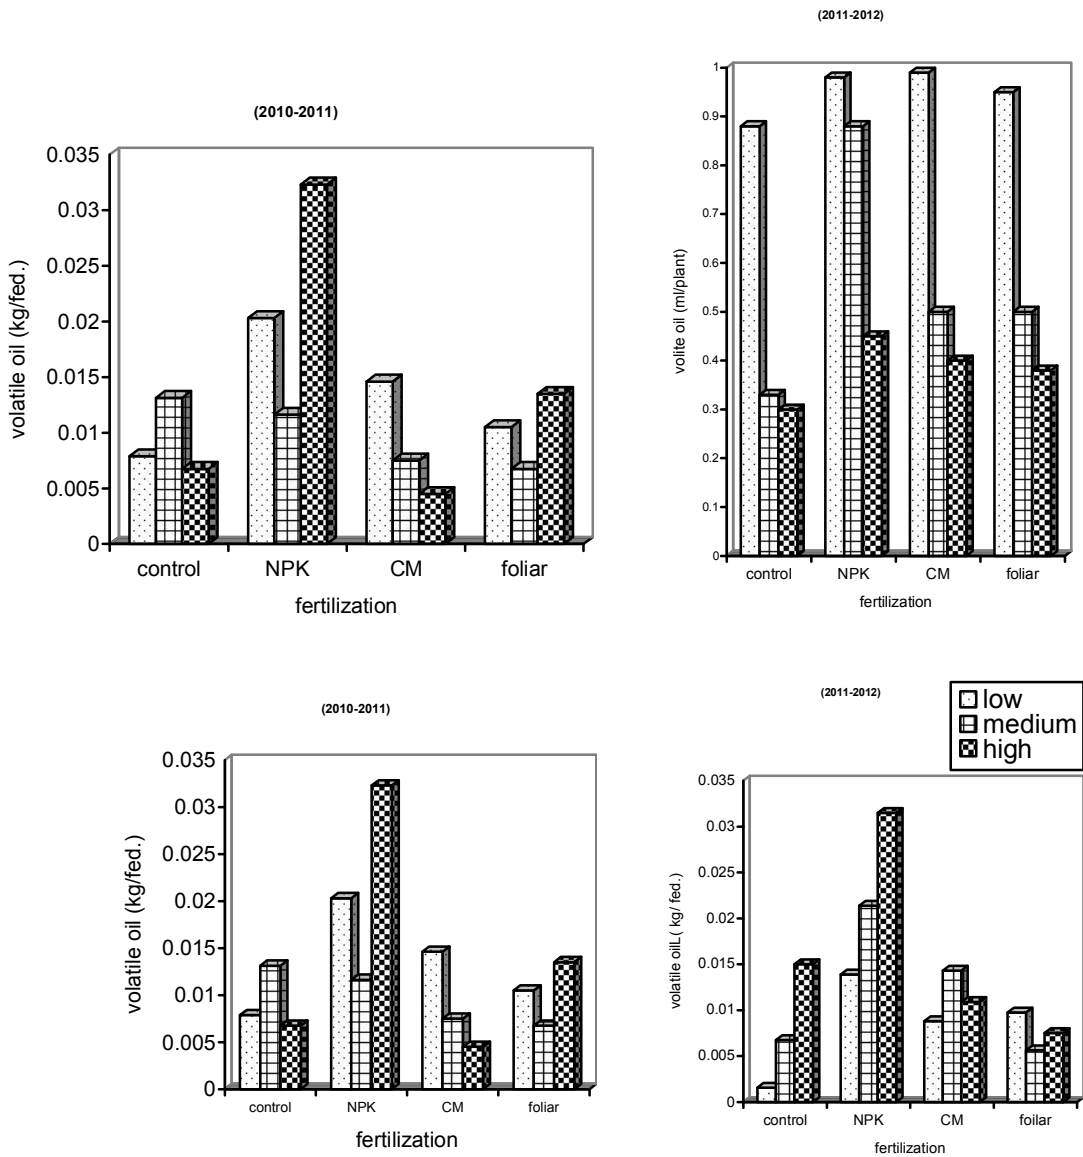 (2010-2011)
volatile oil (kg/fed.)
0.035
0.03
0.025
0.02
0.015
0.01
0.005
0
control NPK CM foliar
fertilization
(2011-2012)
volite oil (ml/plant)
1
0.9
0.8
0.7
0.6
0.5
0.4
0.3
0.2
0.1
0
control NPK CM foliar
fertilization
(2010-2011)
volatile oil (kg/fed.)
0.035
0.03
0.025
0.02
0.015
0.01
0.005
0
control NPK CM foliar
fertilization
(2011-2012)
low
medium
high
volatile oilL( kg/ fed.)
0.035
0.03
0.025
0.02
0.015
0.01
0.005
0
control NPK CM foilar
fertilization